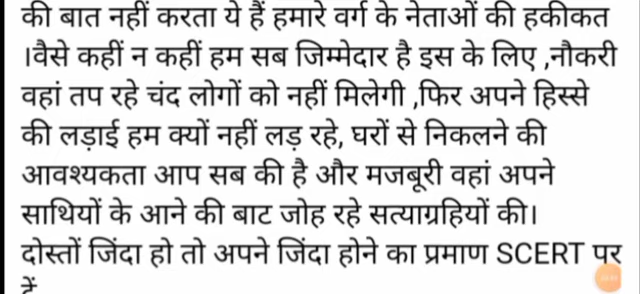 की बात नहीं करता ये हैं हमारे वर्ग के नेताओं की हकीकत
।वैसे कहीं न कहीं हम सब जिम्मेदार है इस के लिए ,नौकरी
वहां तप रहे चंद लोगों को नहीं मिलेगी ,फिर अपने हिस्से
की लड़ाई हम क्यों नहीं लड़ रहे, घरों से निकलने की
आवश्यकता आप सब की है और मजबूरी वहां अपने
साथियों के आने की बाट जोह रहे सत्याग्रहियों की।
दोस्तों जिंदा हो तो अपने जिंदा होने का प्रमाण SCERT पर
दें